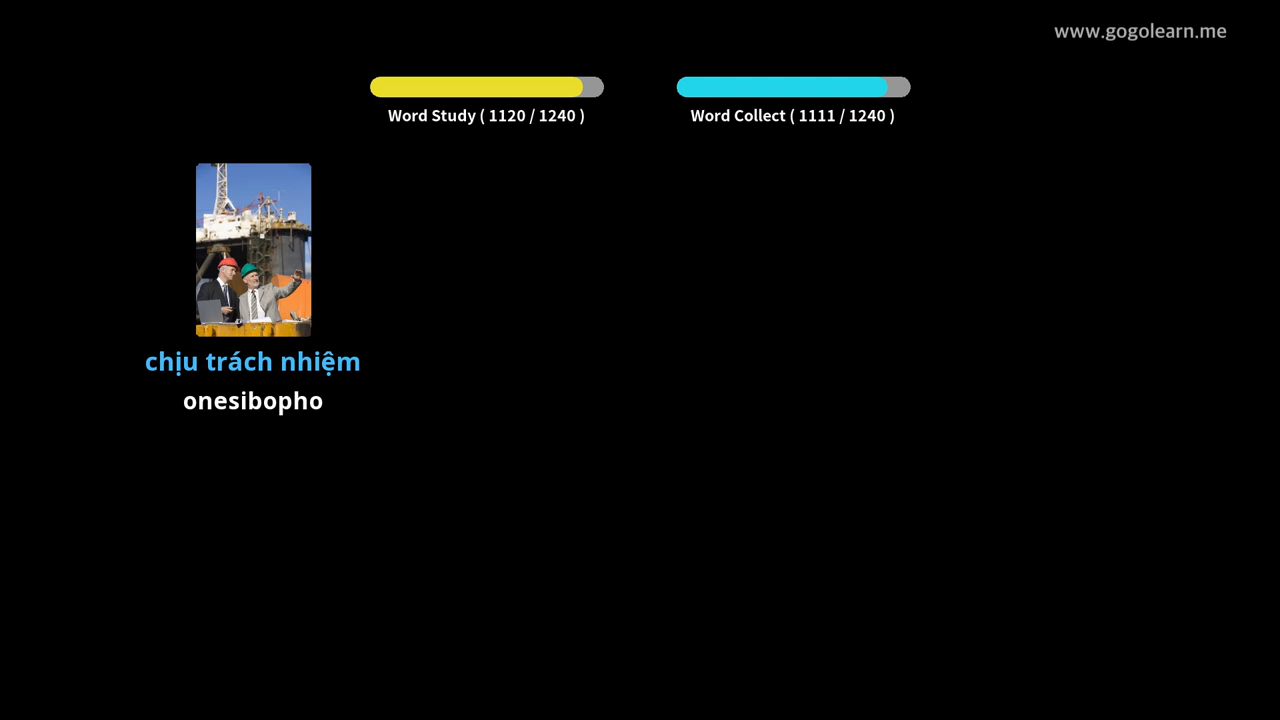 www.gogolearn.me
Word Study ( 1120 / 1240 )
Word Collect ( 1111 / 1240 )
chịu trách nhiệm
onesibopho